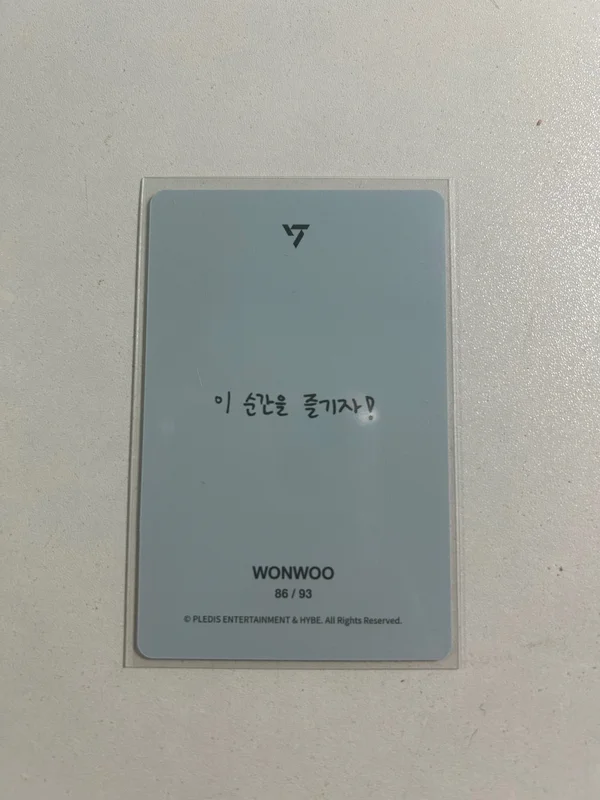 이 순간을 즐기자!
WONWOO
86 / 93
© PLEDIS ENTERTAINMENT & HYBE. All Rights Reserved.